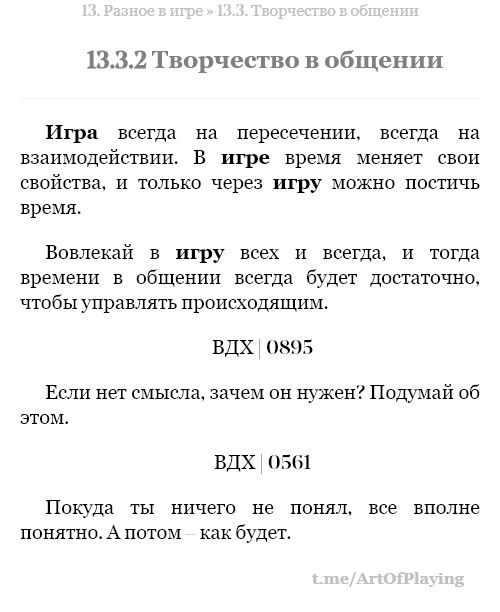 13. Разное в игре » 13.3. Творчество в общении
13.3.2 Творчество в общении
Игра всегда на пересечении, всегда на
взаимодействии. В игре время меняет свои
свойства, и только через игру можно постичь
время.
Вовлекай в игру всех и всегда, и тогда
времени в общении всегда будет достаточно,
чтобы управлять происходящим.
ВДХ | 0895
Если нет смысла, зачем он нужен? Подумай об
этом.
ВДХ | 0561
Покуда ты ничего не понял, все вполне
понятно. А потом – как будет.
t.me/ArtOfPlaying